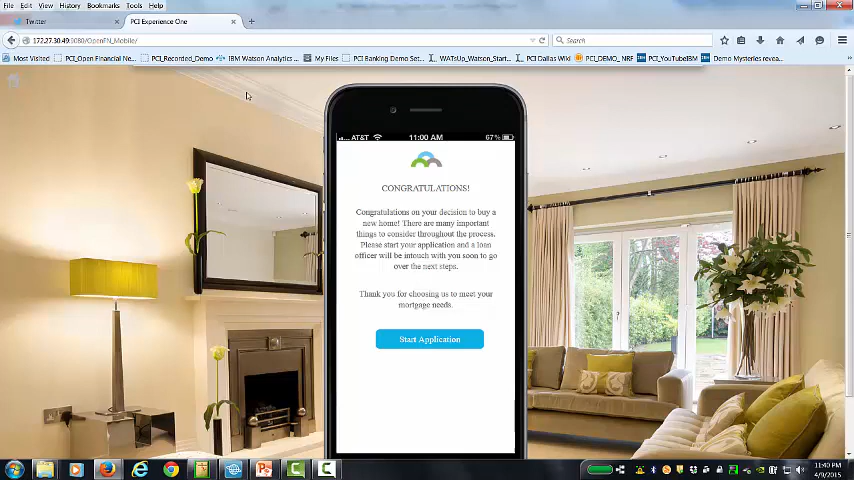 File Edit View History Bookmarks Tools Help
Twitter
PCI Experience One
172.27.30.49:9080/OpenFN_Mobile/
Search
Most Visited PCI_Open Financial Ne... PCI_Recorded_Demo IBM Watson Analytics ... My Files PCI Banking Demo Set... WATsUp_Watson_Start... PCI Dallas Wiki PCI_DEMO_NRF PCI_YouTubeIBM Demo Mysteries revea...
AT&T 11:00 AM 67%
CONGRATULATIONS!
Congratulations on your decision to buy a
new home! There are many important
things to consider throughout the process.
Please start your application and a loan
officer will be intouch with you soon to go
over the next steps.
Thank you for choosing us to meet your
mortgage needs.
Start Application
11:40 PM
4/9/2015